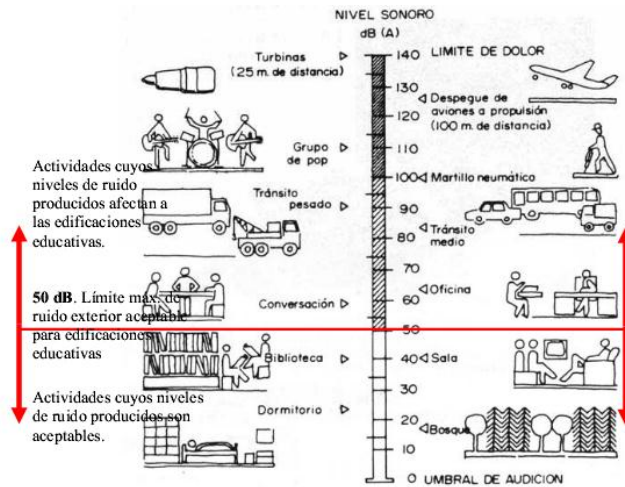 NIVEL SONORO
dB (A)
140 LIMITE DE DOLOR
Turbinas
(25 m. de distancia)
130
Despegue de
aviones a propulsión
(100 m. de distancia)
120
Grupo
de pop
110
100 Martillo neumático
Actividades cuyos
niveles de ruido
producidos afectan a
las edificaciones
educativas.
Tránsito
pesado
90
Tránsito
medio
80
70
50 dB. Límite máx. de
ruido exterior aceptable
para edificaciones
educativas
Conversación
60
Oficina
50
Biblioteca
40 Sala
30
Actividades cuyos niveles
de ruido producidos son
aceptables.
Dormitorio
20
Bosque
10
0 UMBRAL DE AUDICION